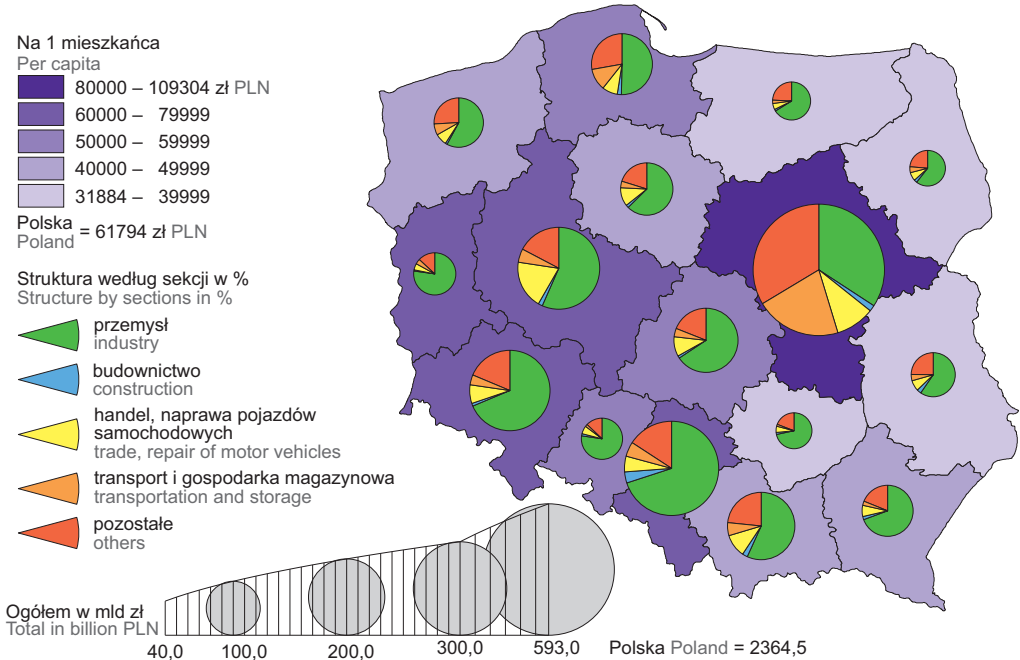 Na 1 mieszkańca
Per capita
80000 – 109304 zł PLN
60000 – 79999
50000 – 59999
40000 – 49999
31884 – 39999
Polska
Poland = 61794 zł PLN
Struktura według sekcji w %
Structure by sections in %
przemysł
industry
budownictwo
construction
handel, naprawa pojazdów
samochodowych
trade, repair of motor vehicles
transport i gospodarka magazynowa
transportation and storage
pozostałe
others
Ogółem w mld zł
Total in billion PLN
40,0 100,0 200,0 300,0 593,0
Polska Poland = 2364,5